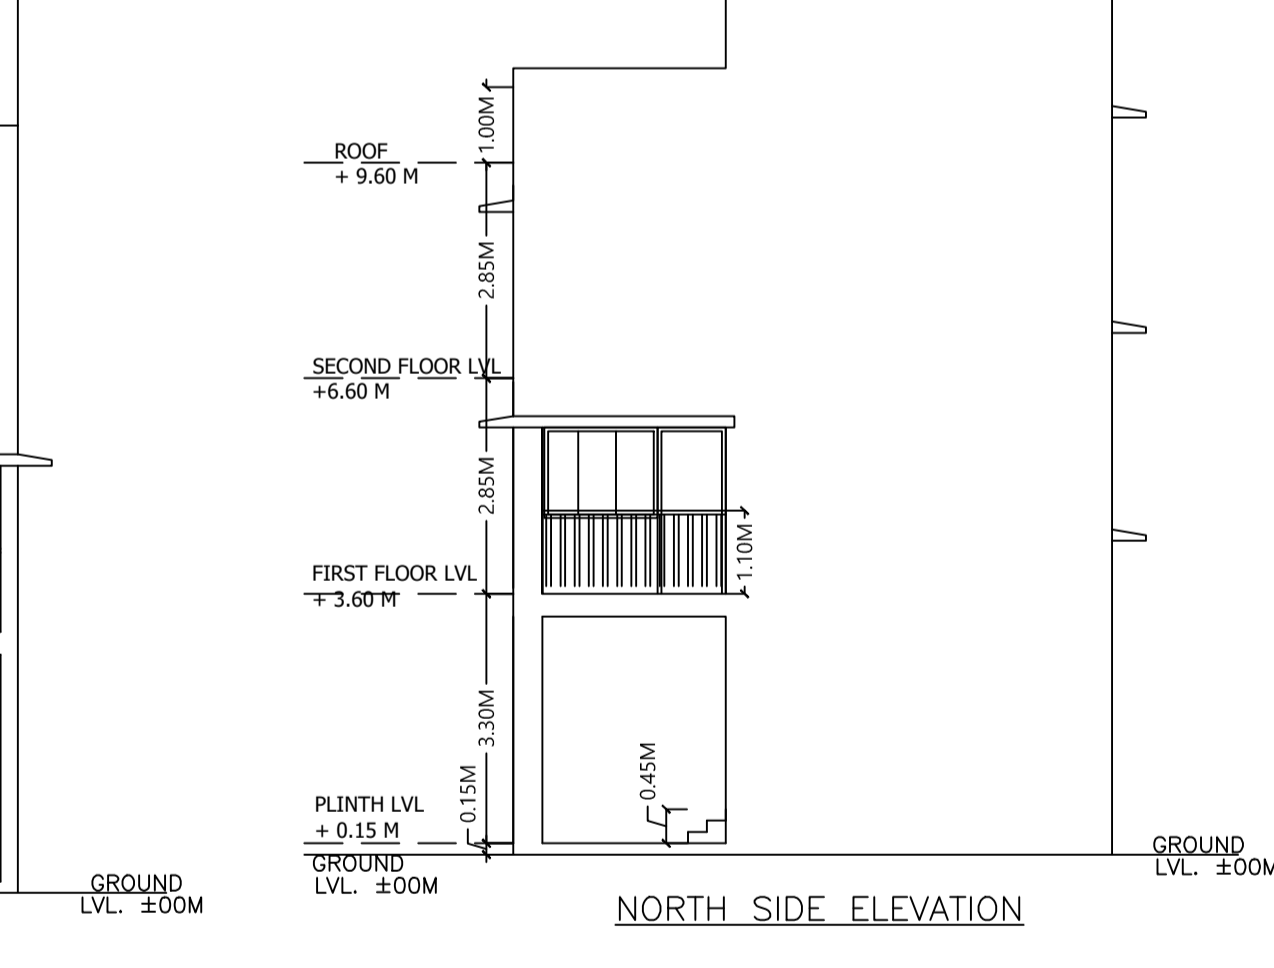 1.00M
ROOF
+ 9.60 M
2.85M
SECOND FLOOR LVL
+6.60 M
2.85M
1.10M
FIRST FLOOR LVL
+ 3.60 M
3.30M
0.45M
0.15M
PLINTH LVL
+ 0.15 M
GROUND
LVL. ±00M
GROUND
LVL. ±00M
GROUND
LVL. ±00M
NORTH SIDE ELEVATION